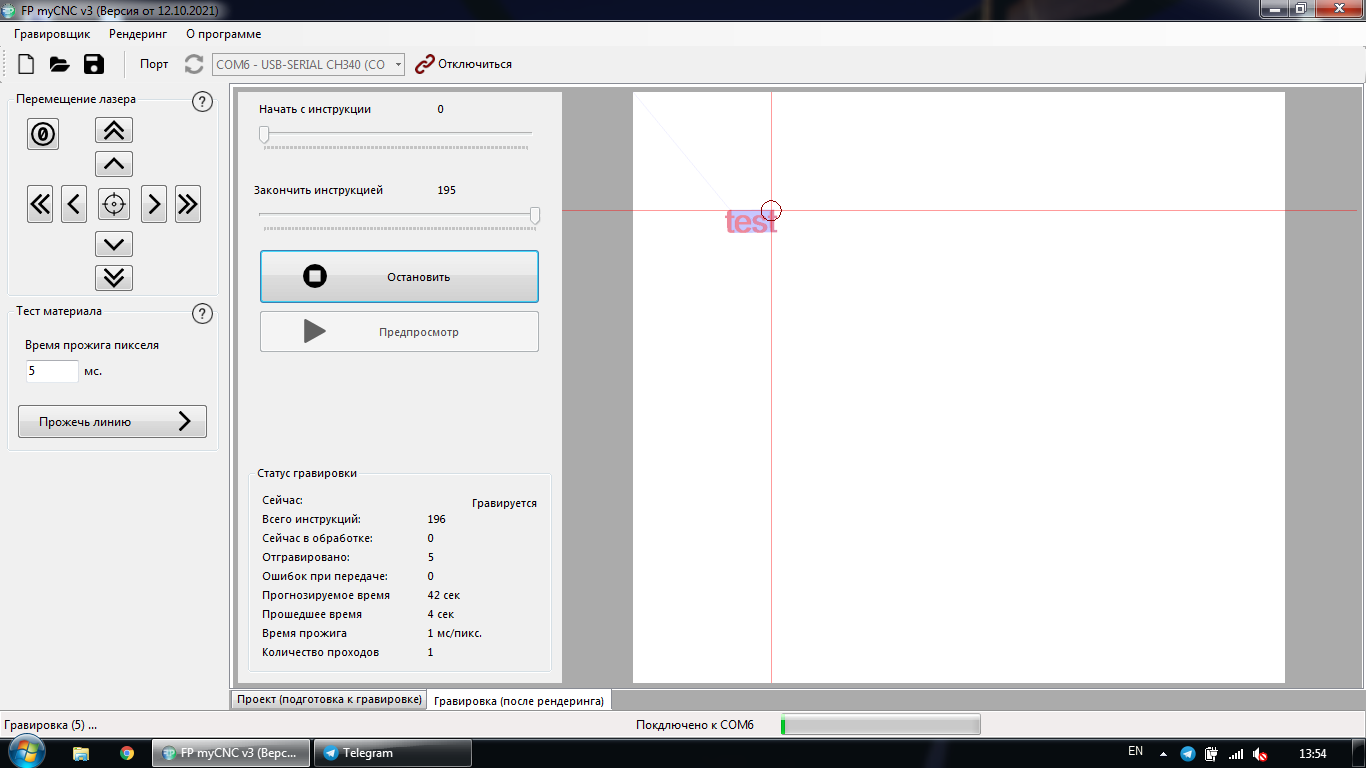 FP myCNC v3 (Версия от 12.10.2021)
Гравировщик Рендеринг О программе
Порт COM6 - USB-SERIAL CH340 (CO Отключиться
Перемещение лазера ?
0
Тест материала ?
Время прожига пикселя
5 мс.
Прожечь линию
Начать с инструкции 0
Закончить инструкцией 195
Остановить
Предпросмотр
Статус гравировки
Сейчас: Гравируется
Всего инструкций: 196
Сейчас в обработке: 0
Отгравировано: 5
Ошибок при передаче: 0
Прогнозируемое время 42 сек
Прошедшее время 4 сек
Время прожига 1 мс/пикс.
Количество проходов 1
test
Проект (подготовка к гравировке) Гравировка (после рендеринга)
Гравировка (5) ... Покдлючено к COM6
FP myCNC v3 (Верс... Telegram EN 13:54